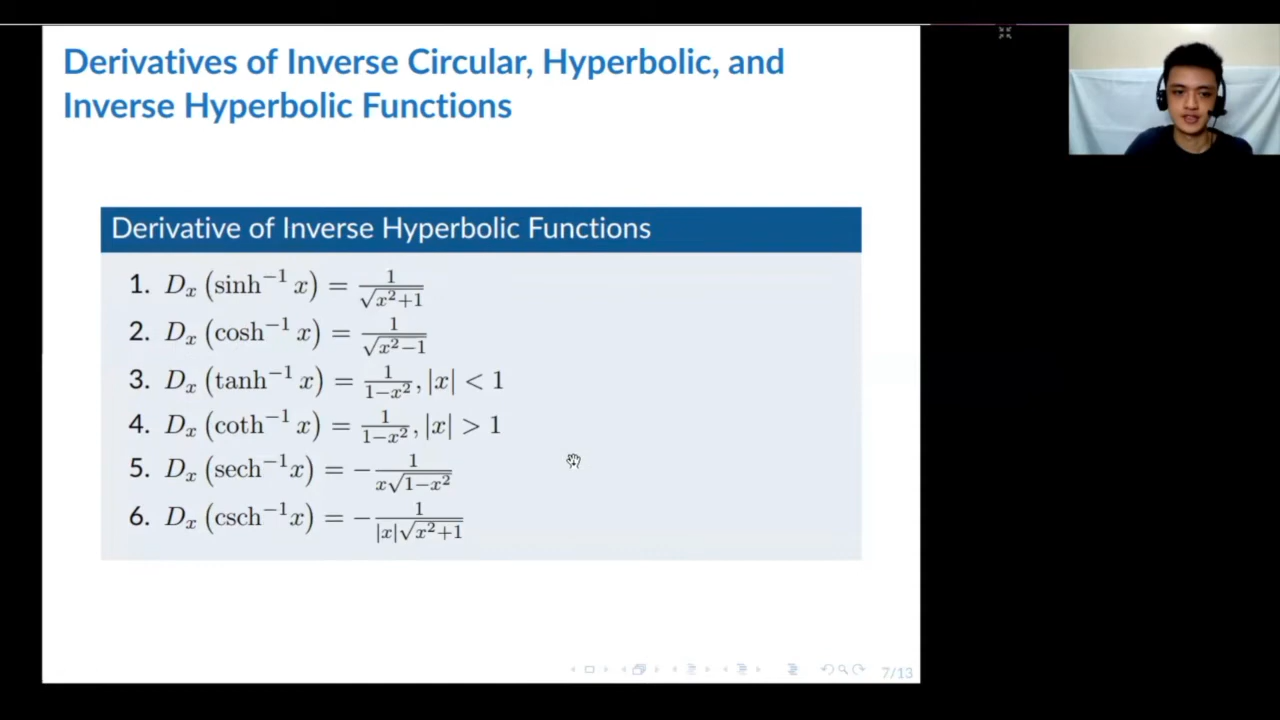 Derivatives of Inverse Circular, Hyperbolic, and
Inverse Hyperbolic Functions
Derivative of Inverse Hyperbolic Functions
1. Dₓ (sinh⁻¹ x) = 1/√(x²+1)
2. Dₓ (cosh⁻¹ x) = 1/√(x²−1)
3. Dₓ (tanh⁻¹ x) = 1/(1−x²), |x| < 1
4. Dₓ (coth⁻¹ x) = 1/(1−x²), |x| > 1
5. Dₓ (sech⁻¹x) = − 1/(x√(1−x²))
6. Dₓ (csch⁻¹x) = − 1/(|x|√(x²+1))
7/13